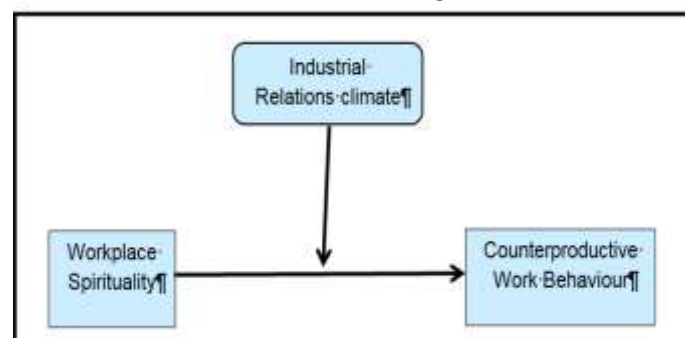 Industrial·
Relations·climate¶
Workplace·
Spirituality¶
Counterproductive·
Work·Behaviour¶